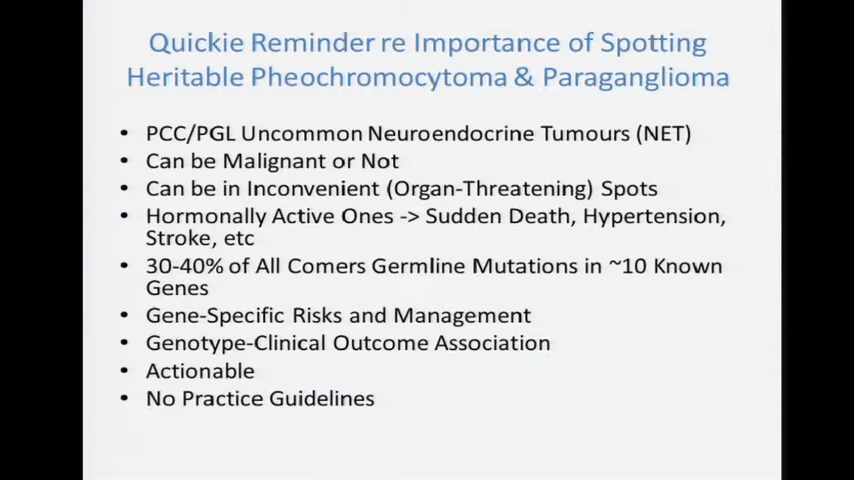 Quickie Reminder re Importance of Spotting
Heritable Pheochromocytoma & Paraganglioma
• PCC/PGL Uncommon Neuroendocrine Tumours (NET)
• Can be Malignant or Not
• Can be in Inconvenient (Organ-Threatening) Spots
• Hormonally Active Ones -> Sudden Death, Hypertension,
Stroke, etc
• 30-40% of All Comers Germline Mutations in ~10 Known
Genes
• Gene-Specific Risks and Management
• Genotype-Clinical Outcome Association
• Actionable
• No Practice Guidelines